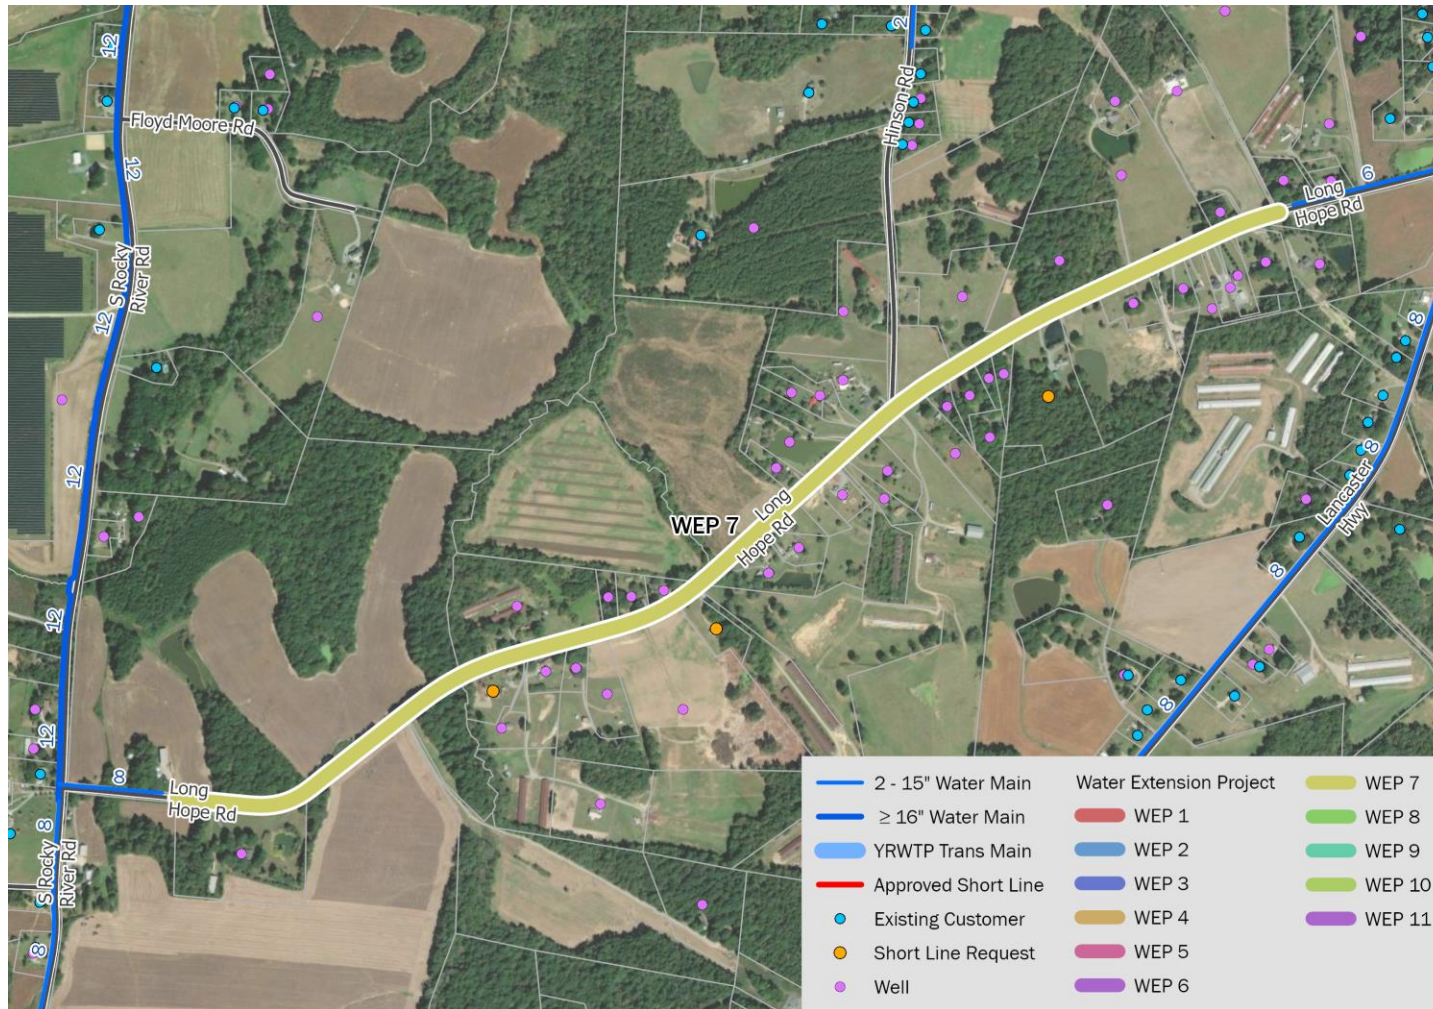 12
2
Floyd Moore Rd
Hinson Rd
12
6
Long
Hope Rd
S Rocky
River Rd
12
8
12
8
Lancaster
Hwy
WEP 7
Long
Hope Rd
8
12
8
12
8
Long
Hope Rd
8
S Rocky
River Rd
8
2 - 15" Water Main
≥ 16" Water Main
YRWTP Trans Main
Approved Short Line
Existing Customer
Short Line Request
Well
Water Extension Project
WEP 1
WEP 2
WEP 3
WEP 4
WEP 5
WEP 6
WEP 7
WEP 8
WEP 9
WEP 10
WEP 11